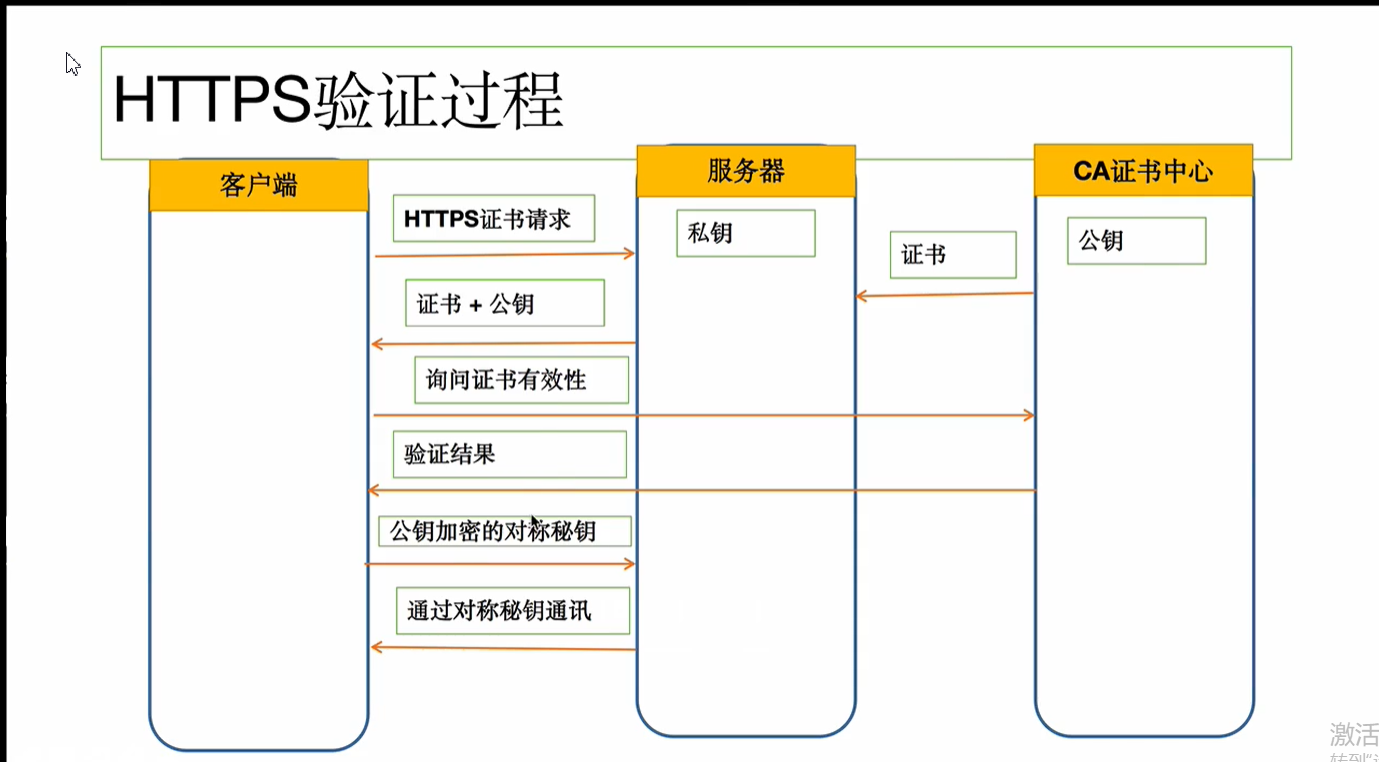 HTTPS验证过程
客户端
服务器
CA证书中心
HTTPS证书请求
私钥
证书
公钥
证书 + 公钥
询问证书有效性
验证结果
公钥加密的对称秘钥
通过对称秘钥通讯
激活
转到"